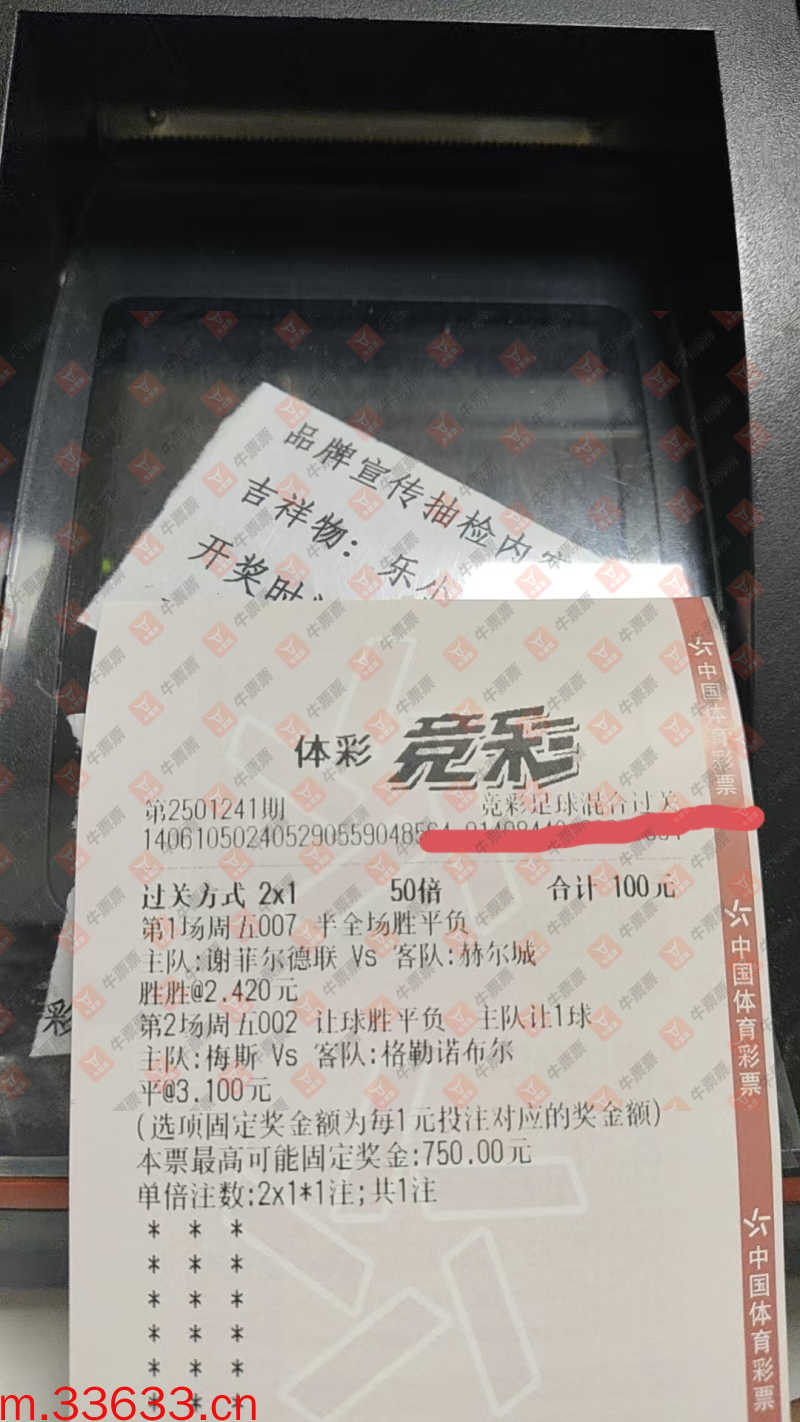 品牌宣传抽检内容
吉祥物：乐小
开奖时
彩
体彩 竞彩
第2501241期 竞彩足球混合过关
140610502405290559048564
过关方式 2x1 50倍 合计 100元
第1场周五007 半全场胜平负
主队:谢菲尔德联 Vs 客队:赫尔城
胜胜@2.420元
第2场周五002 让球胜平负 主队让1球
主队:梅斯 Vs 客队:格勒诺布尔
平@3.100元
(选项固定奖金额为每1元投注对应的奖金额)
本票最高可能固定奖金:750.00元
单倍注数:2x1*1注;共1注
* * *
* * *
* * *
* * *
* * *
* * *
中国体育彩票
中国体育彩票
中国体育彩票
牛票票
m.33633.cn